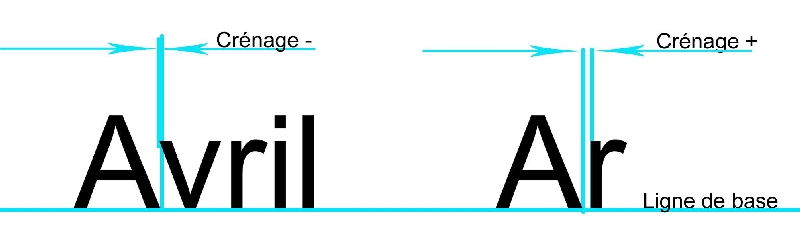 Crénage -
Crénage +
Avril
Ar
Ligne de base